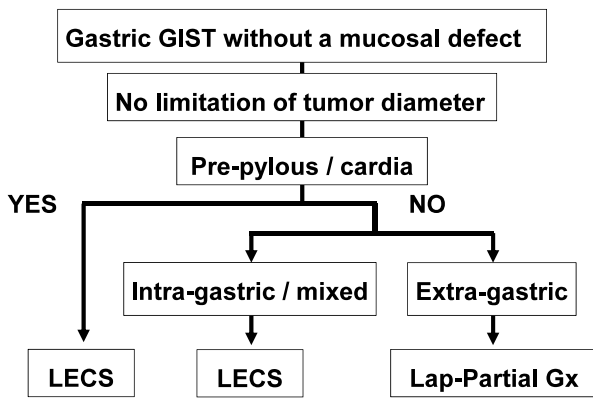 Gastric GIST without a mucosal defect
No limitation of tumor diameter
Pre-pylous / cardia
YES
NO
Intra-gastric / mixed
Extra-gastric
LECS
LECS
Lap-Partial Gx